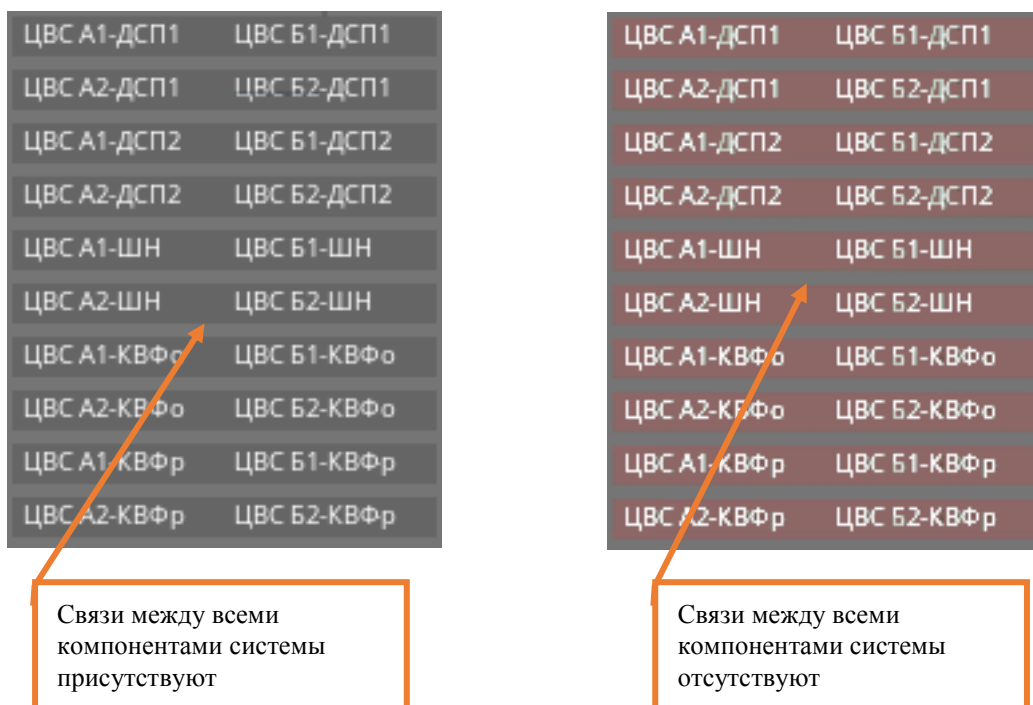 ЦВС А1-ДСП1 ЦВС Б1-ДСП1
ЦВС А2-ДСП1 ЦВС Б2-ДСП1
ЦВС А1-ДСП2 ЦВС Б1-ДСП2
ЦВС А2-ДСП2 ЦВС Б2-ДСП2
ЦВС А1-ШН ЦВС Б1-ШН
ЦВС А2-ШН ЦВС Б2-ШН
ЦВС А1-КВФо ЦВС Б1-КВФо
ЦВС А2-КВФо ЦВС Б2-КВФо
ЦВС А1-КВФр ЦВС Б1-КВФр
ЦВС А2-КВФр ЦВС Б2-КВФр
Связи между всеми
компонентами системы
присутствуют
ЦВС А1-ДСП1 ЦВС Б1-ДСП1
ЦВС А2-ДСП1 ЦВС Б2-ДСП1
ЦВС А1-ДСП2 ЦВС Б1-ДСП2
ЦВС А2-ДСП2 ЦВС Б2-ДСП2
ЦВС А1-ШН ЦВС Б1-ШН
ЦВС А2-ШН ЦВС Б2-ШН
ЦВС А1-КВФо ЦВС Б1-КВФо
ЦВС А2-КВФо ЦВС Б2-КВФо
ЦВС А1-КВФр ЦВС Б1-КВФр
ЦВС А2-КВФр ЦВС Б2-КВФр
Связи между всеми
компонентами системы
отсутствуют